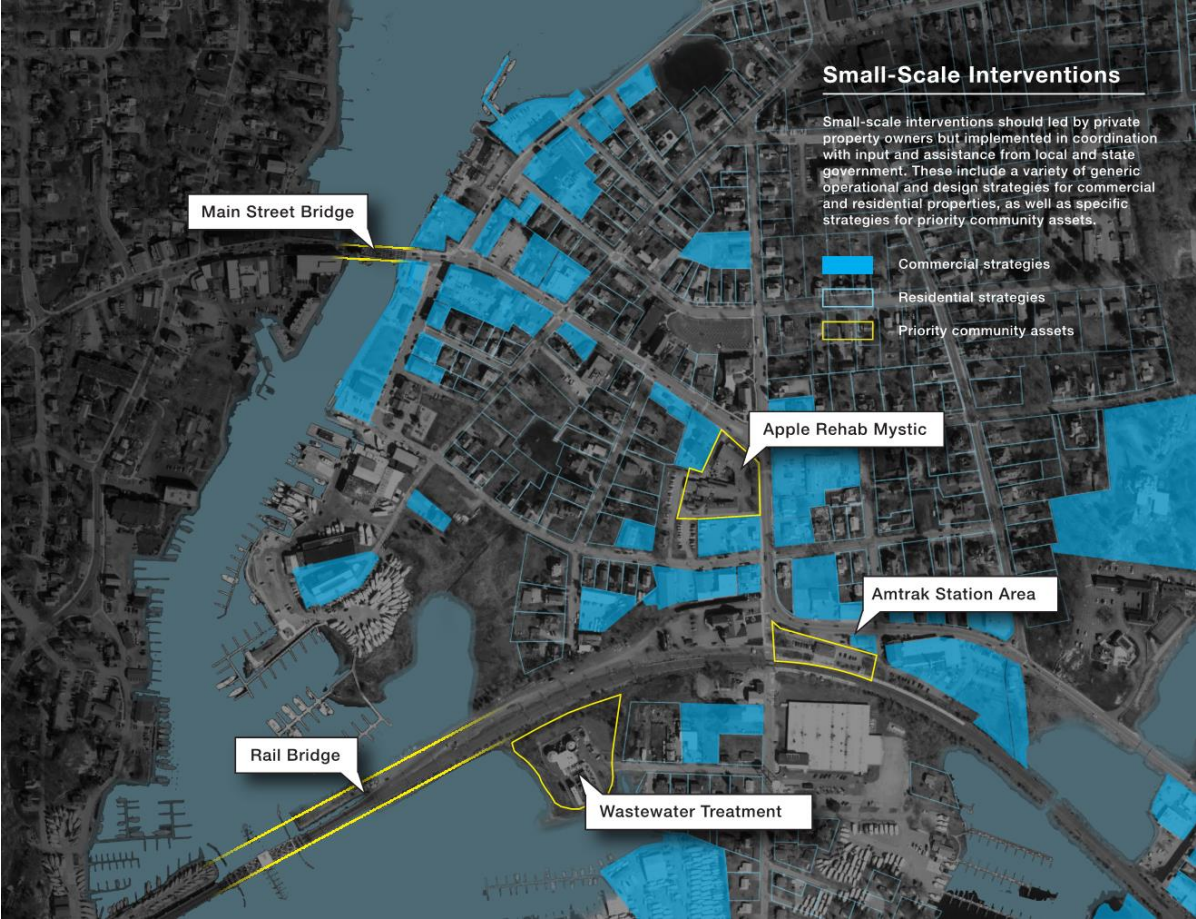 Small-Scale Interventions
Small-scale interventions should led by private
property owners but implemented in coordination
with input and assistance from local and state
government. These include a variety of generic
operational and design strategies for commercial
and residential properties, as well as specific
strategies for priority community assets.
Commercial strategies
Residential strategies
Priority community assets
Main Street Bridge
Apple Rehab Mystic
Amtrak Station Area
Rail Bridge
Wastewater Treatment